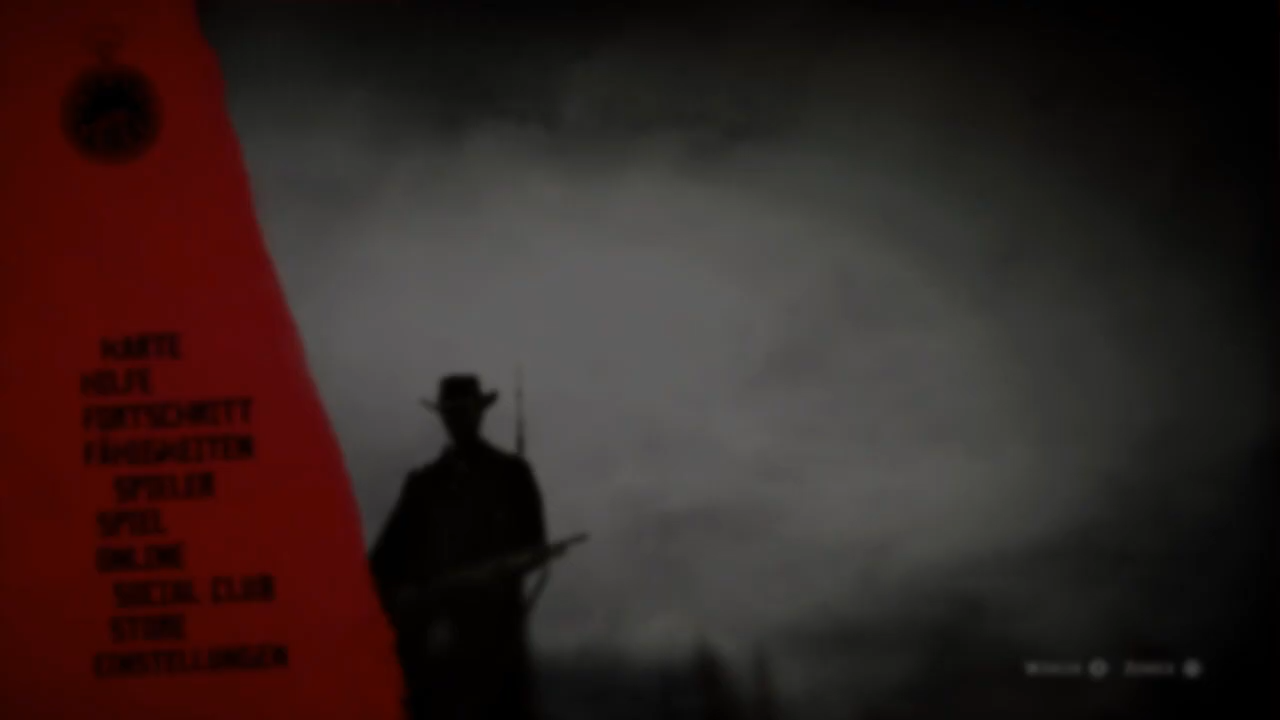 KARTE
HILFE
FORTSCHRITT
FÄHIGKEITEN
SPIELER
SPIEL
ONLINE
SOCIAL CLUB
STORE
EINSTELLUNGEN